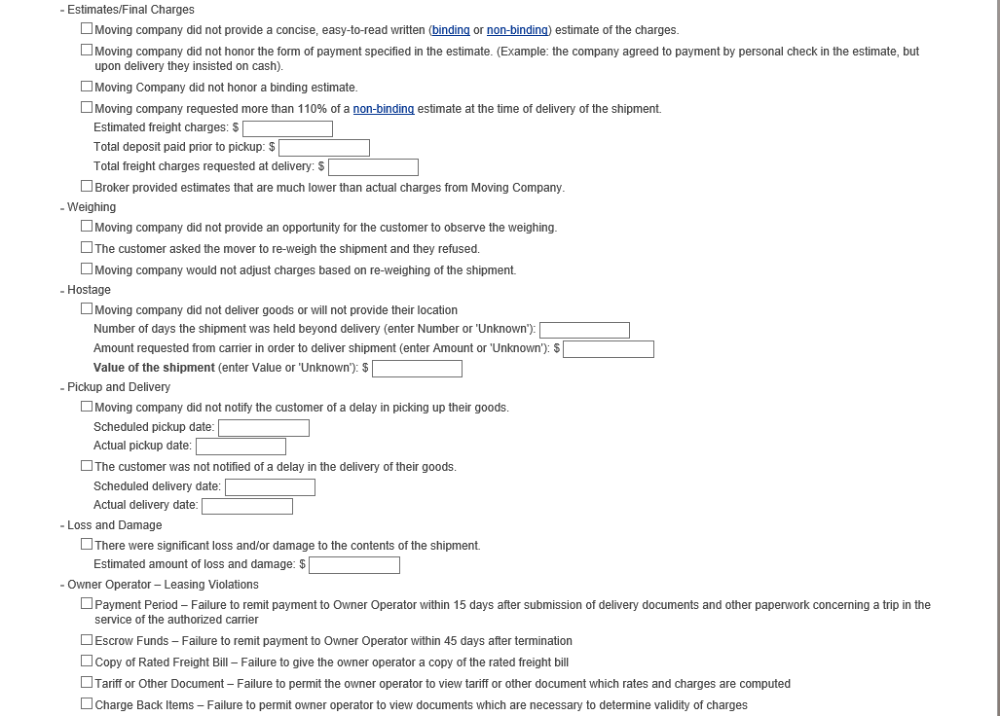 - Estimates/Final Charges
Moving company did not provide a concise, easy-to-read written (binding or non-binding) estimate of the charges.
Moving company did not honor the form of payment specified in the estimate. (Example: the company agreed to payment by personal check in the estimate, but
upon delivery they insisted on cash).
Moving Company did not honor a binding estimate.
Moving company requested more than 110% of a non-binding estimate at the time of delivery of the shipment.
Estimated freight charges: $
Total deposit paid prior to pickup: $
Total freight charges requested at delivery: $
Broker provided estimates that are much lower than actual charges from Moving Company.
- Weighing
Moving company did not provide an opportunity for the customer to observe the weighing.
The customer asked the mover to re-weigh the shipment and they refused.
Moving company would not adjust charges based on re-weighing of the shipment.
- Hostage
Moving company did not deliver goods or will not provide their location
Number of days the shipment was held beyond delivery (enter Number or 'Unknown'):
Amount requested from carrier in order to deliver shipment (enter Amount or 'Unknown'): $
Value of the shipment (enter Value or 'Unknown'): $
- Pickup and Delivery
Moving company did not notify the customer of a delay in picking up their goods.
Scheduled pickup date:
Actual pickup date:
The customer was not notified of a delay in the delivery of their goods.
Scheduled delivery date:
Actual delivery date:
- Loss and Damage
There were significant loss and/or damage to the contents of the shipment.
Estimated amount of loss and damage: $
- Owner Operator – Leasing Violations
Payment Period – Failure to remit payment to Owner Operator within 15 days after submission of delivery documents and other paperwork concerning a trip in the
service of the authorized carrier
Escrow Funds – Failure to remit payment to Owner Operator within 45 days after termination
Copy of Rated Freight Bill – Failure to give the owner operator a copy of the rated freight bill
Tariff or Other Document – Failure to permit the owner operator to view tariff or other document which rates and charges are computed
Charge Back Items – Failure to permit owner operator to view documents which are necessary to determine validity of charges